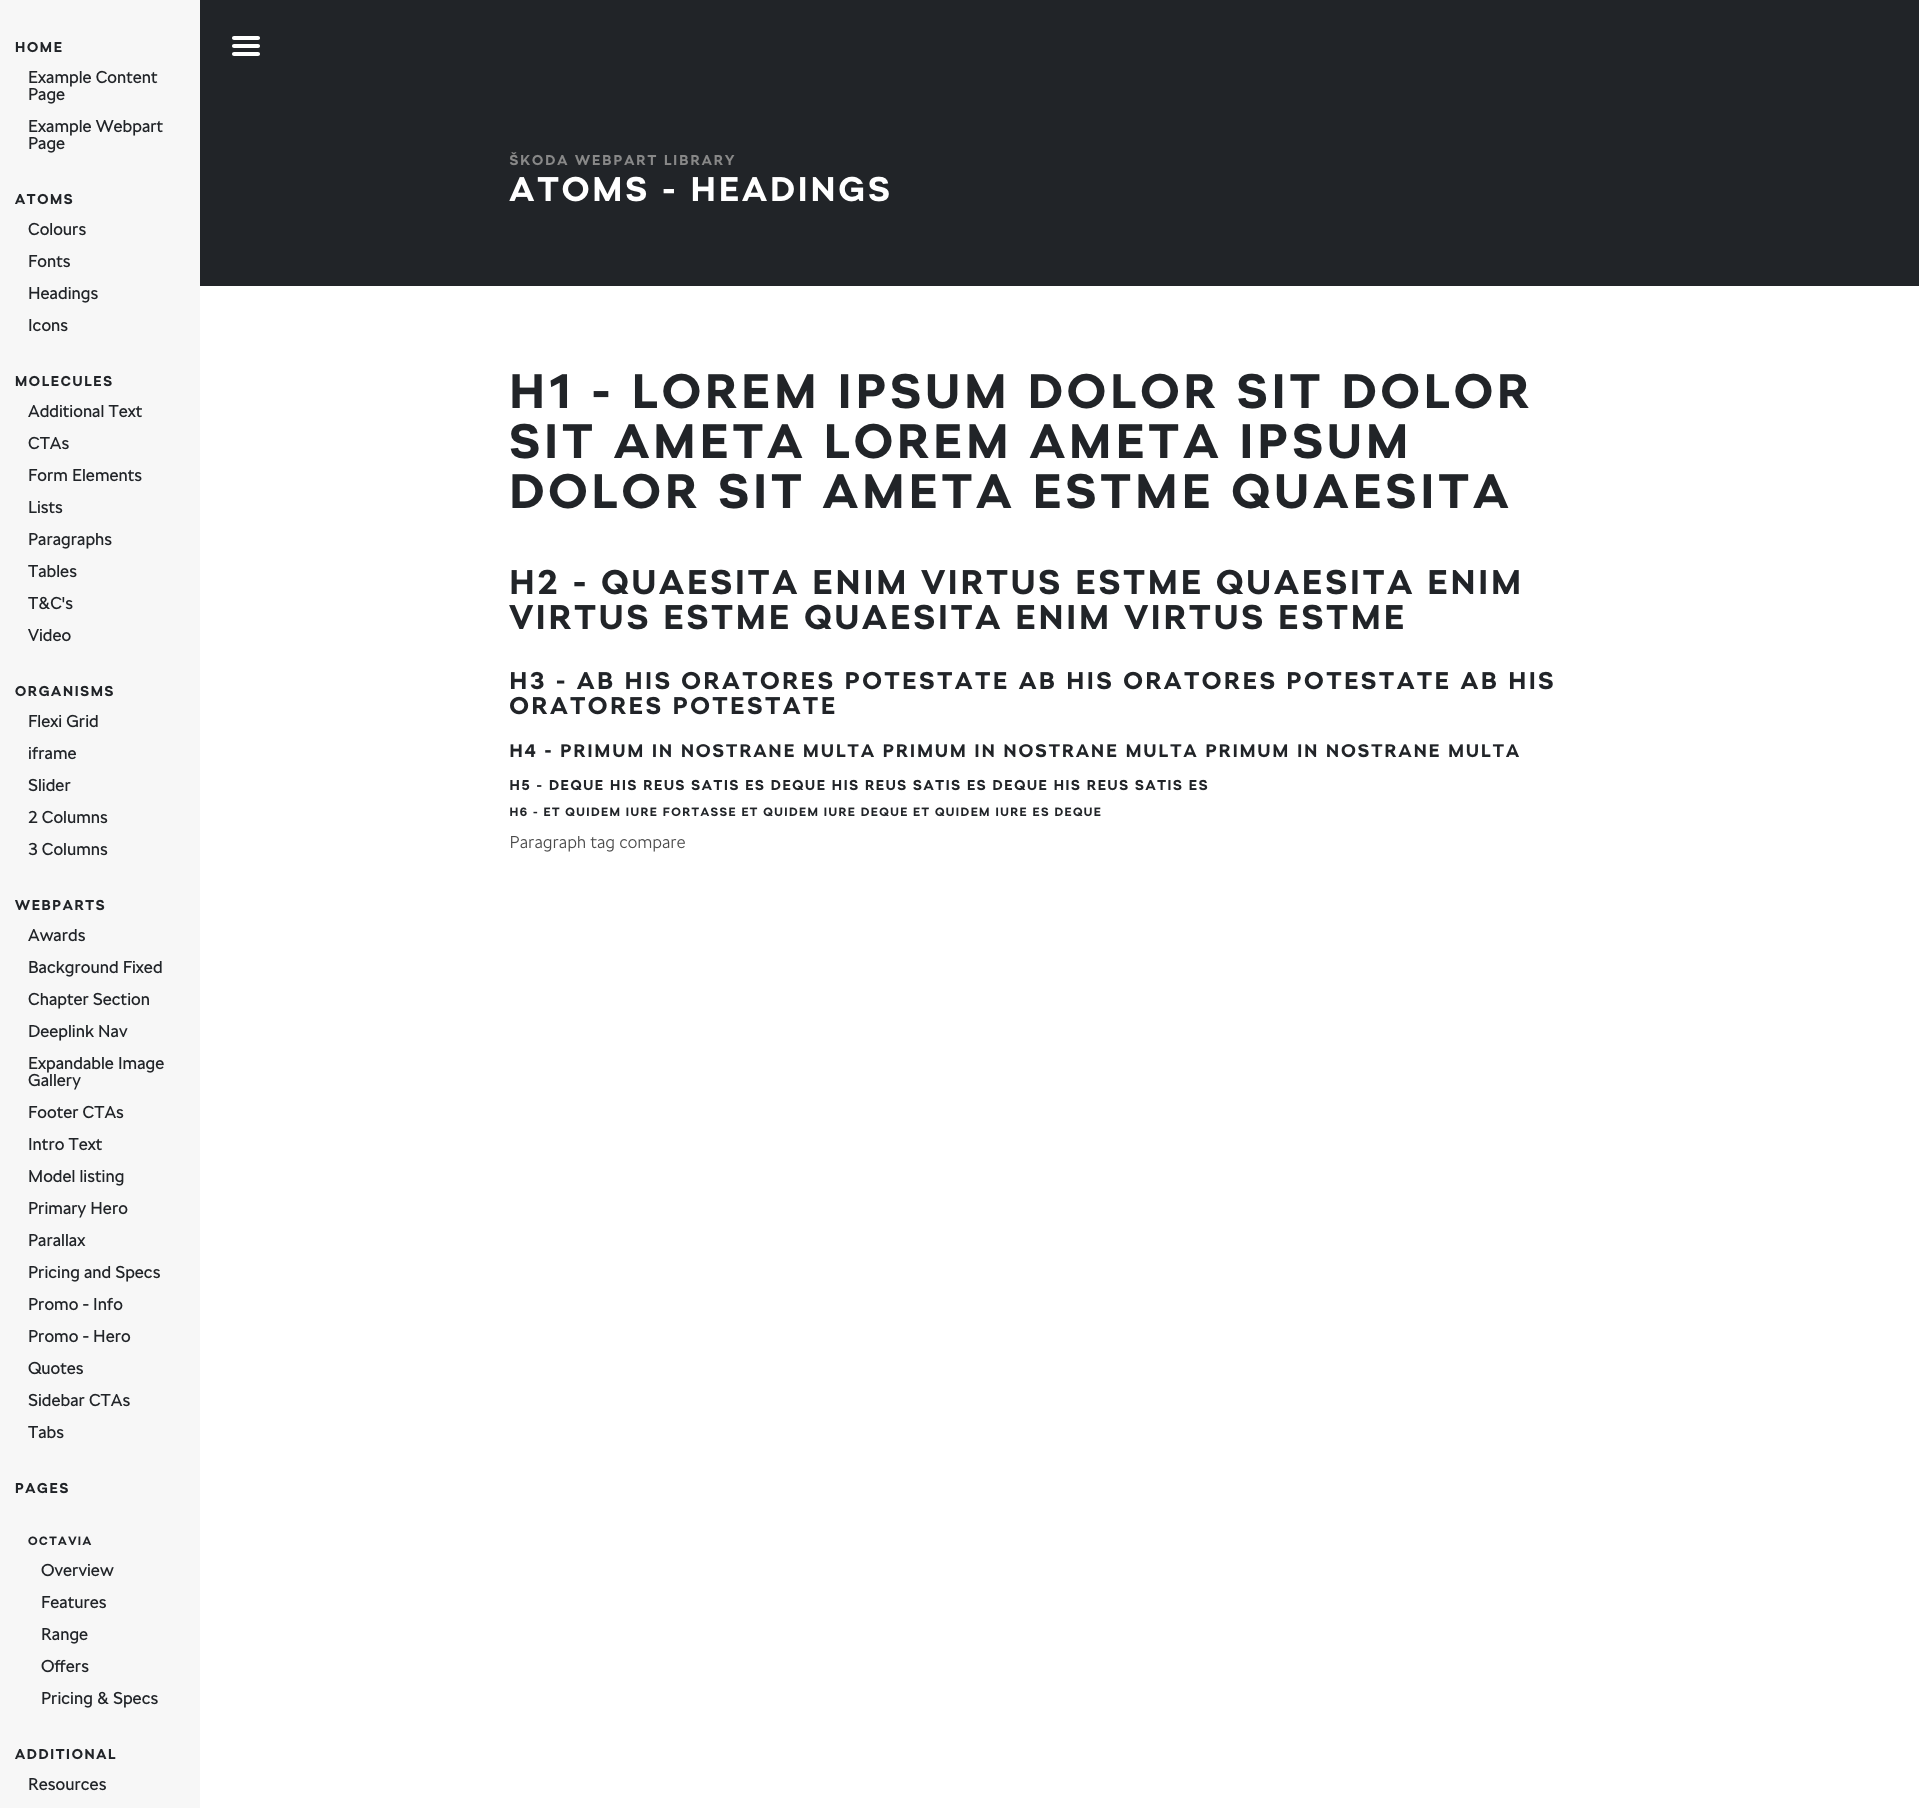 HOME
Example Content
Page
Example Webpart
Page
ATOMS
Colours
Fonts
Headings
Icons
MOLECULES
Additional Text
CTAs
Form Elements
Lists
Paragraphs
Tables
T&C's
Video
ORGANISMS
Flexi Grid
iframe
Slider
2 Columns
3 Columns
WEBPARTS
Awards
Background Fixed
Chapter Section
Deeplink Nav
Expandable Image
Gallery
Footer CTAs
Intro Text
Model listing
Primary Hero
Parallax
Pricing and Specs
Promo - Info
Promo - Hero
Quotes
Sidebar CTAs
Tabs
PAGES
OCTAVIA
Overview
Features
Range
Offers
Pricing & Specs
ADDITIONAL
Resources
ŠKODA WEBPART LIBRARY
ATOMS - HEADINGS
H1 - LOREM IPSUM DOLOR SIT DOLOR
SIT AMETA LOREM AMETA IPSUM
DOLOR SIT AMETA ESTME QUAESITA
H2 - QUAESITA ENIM VIRTUS ESTME QUAESITA ENIM
VIRTUS ESTME QUAESITA ENIM VIRTUS ESTME
H3 - AB HIS ORATORES POTESTATE AB HIS ORATORES POTESTATE AB HIS
ORATORES POTESTATE
H4 - PRIMUM IN NOSTRANE MULTA PRIMUM IN NOSTRANE MULTA PRIMUM IN NOSTRANE MULTA
H5 - DEQUE HIS REUS SATIS ES DEQUE HIS REUS SATIS ES DEQUE HIS REUS SATIS ES
H6 - ET QUIDEM IURE FORTASSE ET QUIDEM IURE DEQUE ET QUIDEM IURE ES DEQUE
Paragraph tag compare